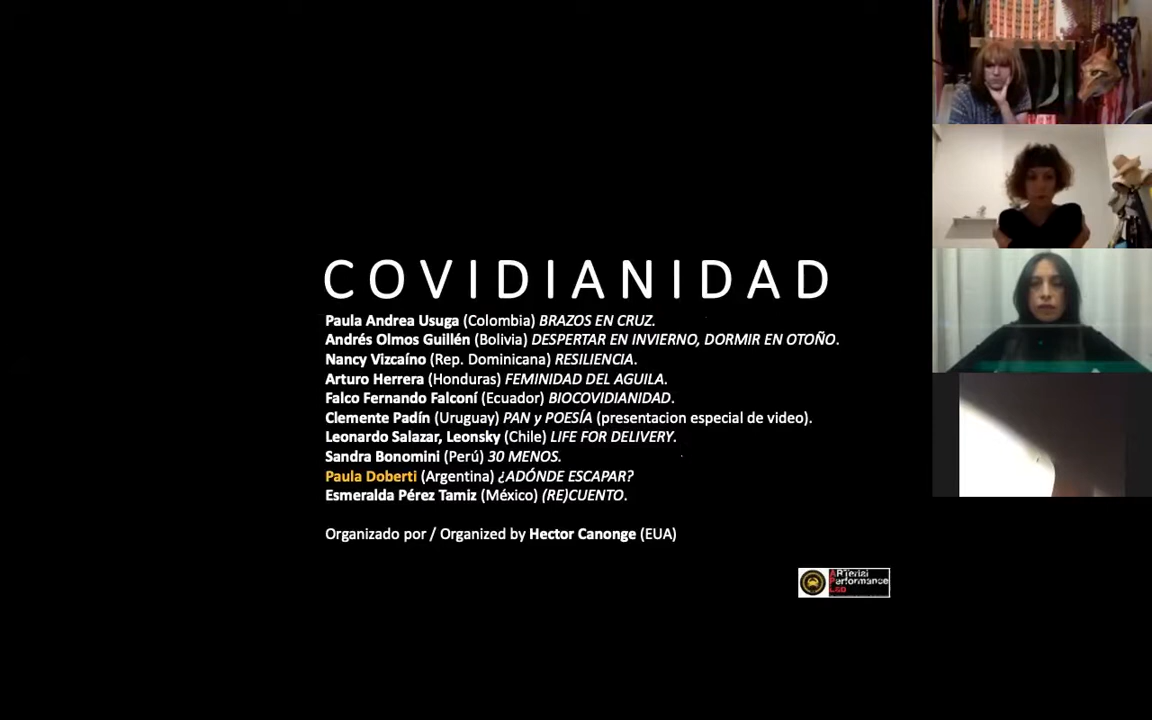 COVIDIANIDAD
Paula Andrea Usuga (Colombia) BRAZOS EN CRUZ.
Andrés Olmos Guillén (Bolivia) DESPERTAR EN INVIERNO, DORMIR EN OTOÑO.
Nancy Vizcaíno (Rep. Dominicana) RESILIENCIA.
Arturo Herrera (Honduras) FEMINIDAD DEL AGUILA.
Falco Fernando Falconí (Ecuador) BIOCOVIDIANIDAD.
Clemente Padín (Uruguay) PAN y POESÍA (presentacion especial de video).
Leonardo Salazar, Leonsky (Chile) LIFE FOR DELIVERY.
Sandra Bonomini (Perú) 30 MENOS.
Paula Doberti (Argentina) ¿ADÓNDE ESCAPAR?
Esmeralda Pérez Tamiz (México) (RE)CUENTO.
Organizado por / Organized by Hector Canonge (EUA)
ARTerial
Performance
Lab